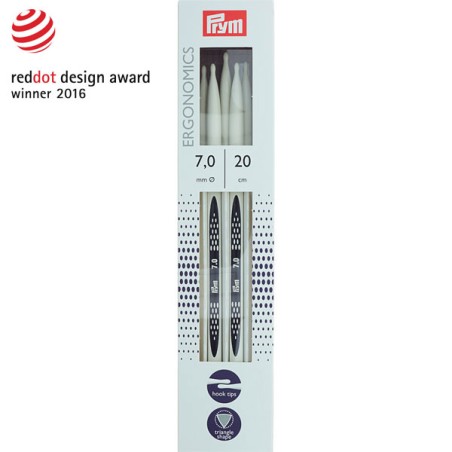 reddot design award
winner 2016
Prym
ERGONOMICS
7,0 20
mm Ø cm
Prym 7.0
Prym 7.0
hook tips
triangle
shape